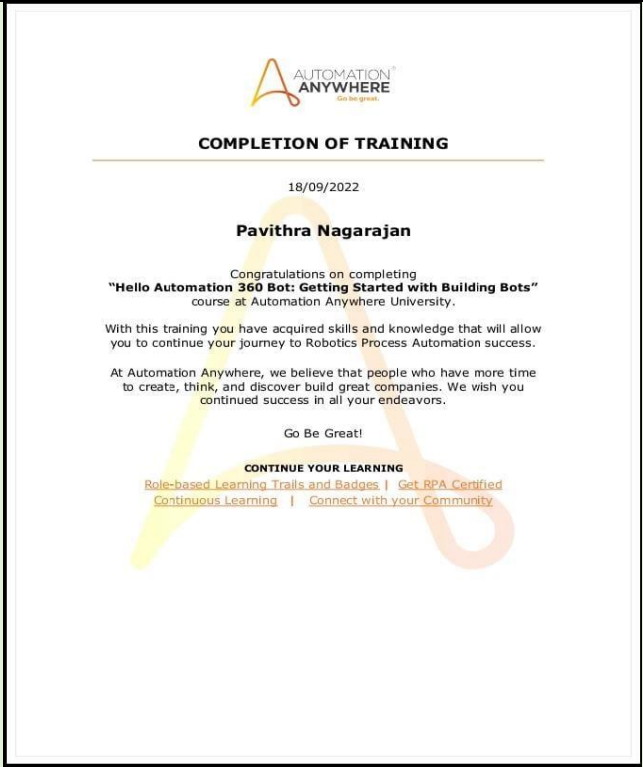 AUTOMATION
ANYWHERE
Go be great.
COMPLETION OF TRAINING
18/09/2022
Pavithra Nagarajan
Congratulations on completing
“Hello Automation 360 Bot: Getting Started with Building Bots”
course at Automation Anywhere University.
With this training you have acquired skills and knowledge that will allow
you to continue your journey to Robotics Process Automation success.
At Automation Anywhere, we believe that people who have more time
to create, think, and discover build great companies. We wish you
continued success in all your endeavors.
Go Be Great!
CONTINUE YOUR LEARNING
Role-based Learning Trails and Badges | Get RPA Certified
Continuous Learning | Connect with your Community